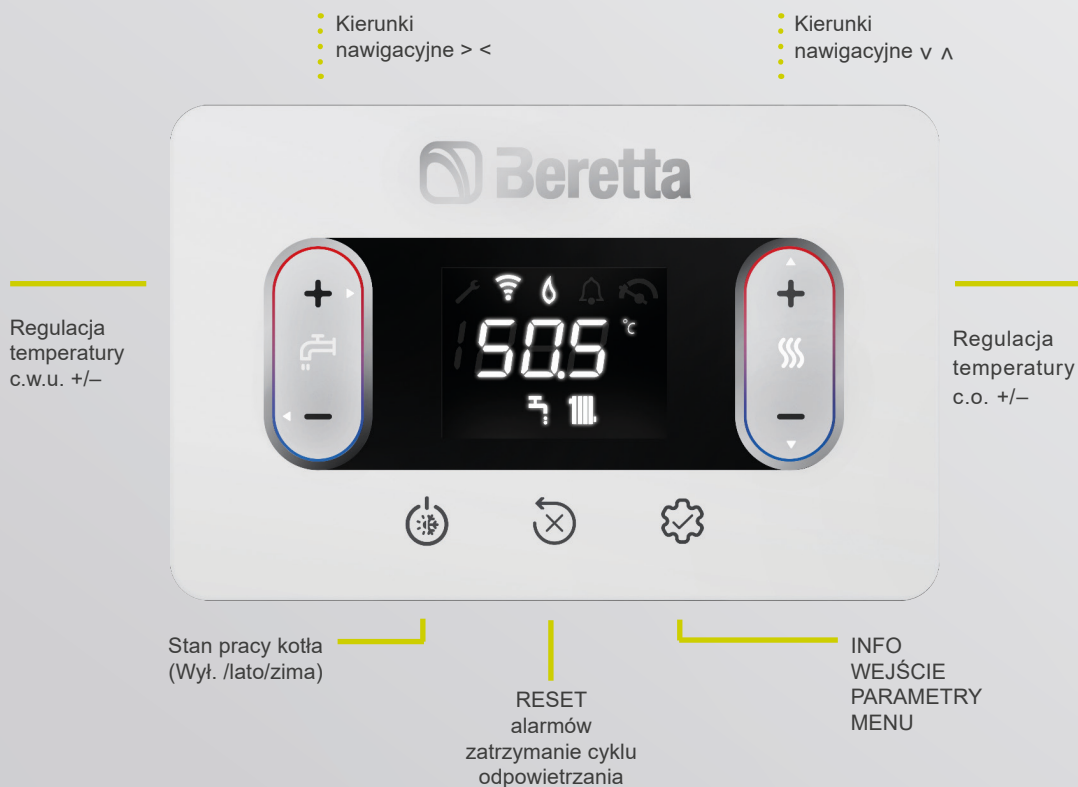 Kierunki
nawigacyjne > <
Kierunki
nawigacyjne ∨ ∧
Beretta
Regulacja
temperatury
c.w.u. +/–
+
–
50.5 °C
+
–
Regulacja
temperatury
c.o. +/–
Stan pracy kotła
(Wył. /lato/zima)
RESET
alarmów
zatrzymanie cyklu
odpowietrzania
INFO
WEJŚCIE
PARAMETRY
MENU